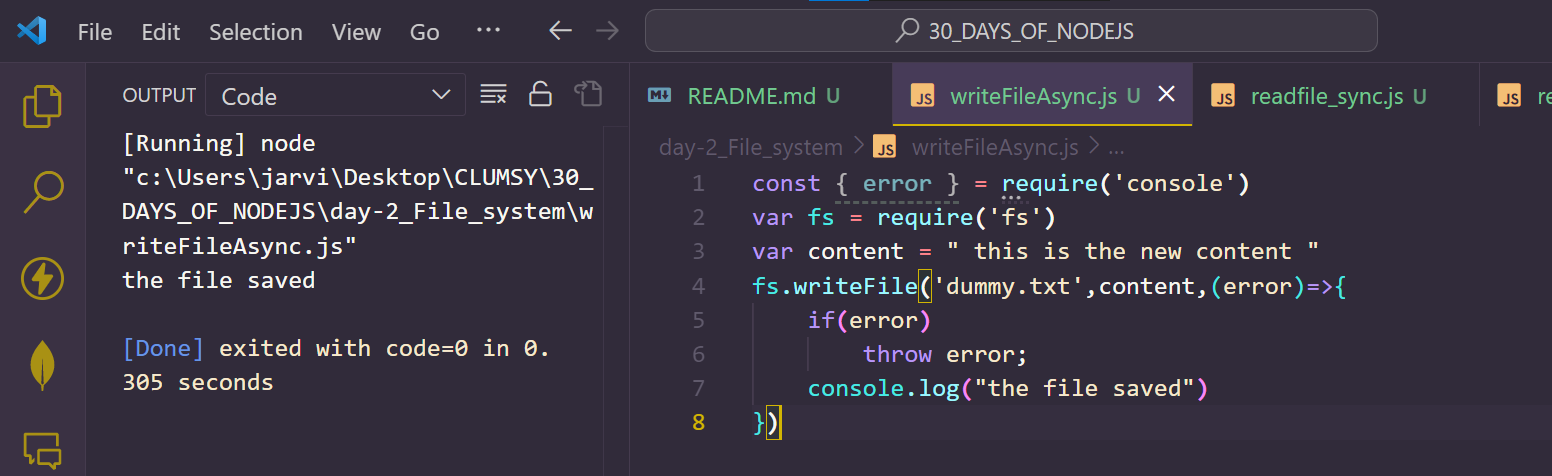 File Edit Selection View Go ... 30_DAYS_OF_NODEJS
OUTPUT Code
[Running] node
"c:\Users\jarvi\Desktop\CLUMSY\30_
DAYS_OF_NODEJS\day-2_File_system\w
riteFileAsync.js"
the file saved
[Done] exited with code=0 in 0.
305 seconds
README.md U JS writeFileAsync.js U JS readfile_sync.js U JS re
day-2_File_system > JS writeFileAsync.js > ...
1 const { error } = require('console')
2 var fs = require('fs')
3 var content = " this is the new content "
4 fs.writeFile('dummy.txt',content,(error)=>{
5 if(error)
6 throw error;
7 console.log("the file saved")
8 })